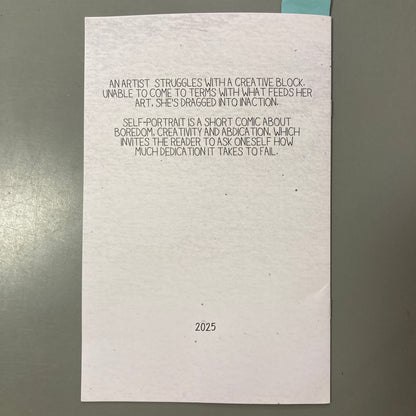 AN ARTIST STRUGGLES WITH A CREATIVE BLOCK.
UNABLE TO COME TO TERMS WITH WHAT FEEDS HER
ART, SHE'S DRAGGED INTO INACTION.
SELF-PORTRAIT IS A SHORT COMIC ABOUT
BOREDOM, CREATIVITY AND ABDICATION, WHICH
INVITES THE READER TO ASK ONESELF HOW
MUCH DEDICATION IT TAKES TO FAIL.
2025